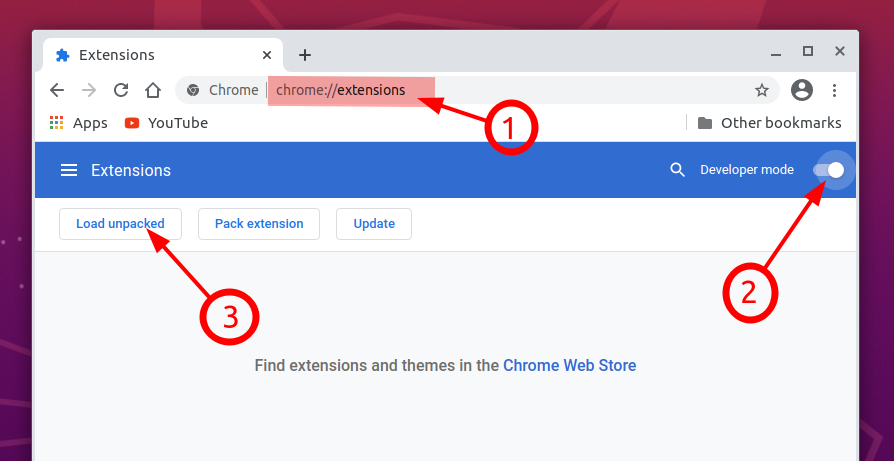 Extensions
Chrome | chrome://extensions
1
Apps YouTube Other bookmarks
Extensions Developer mode
Load unpacked Pack extension Update
2
3
Find extensions and themes in the Chrome Web Store